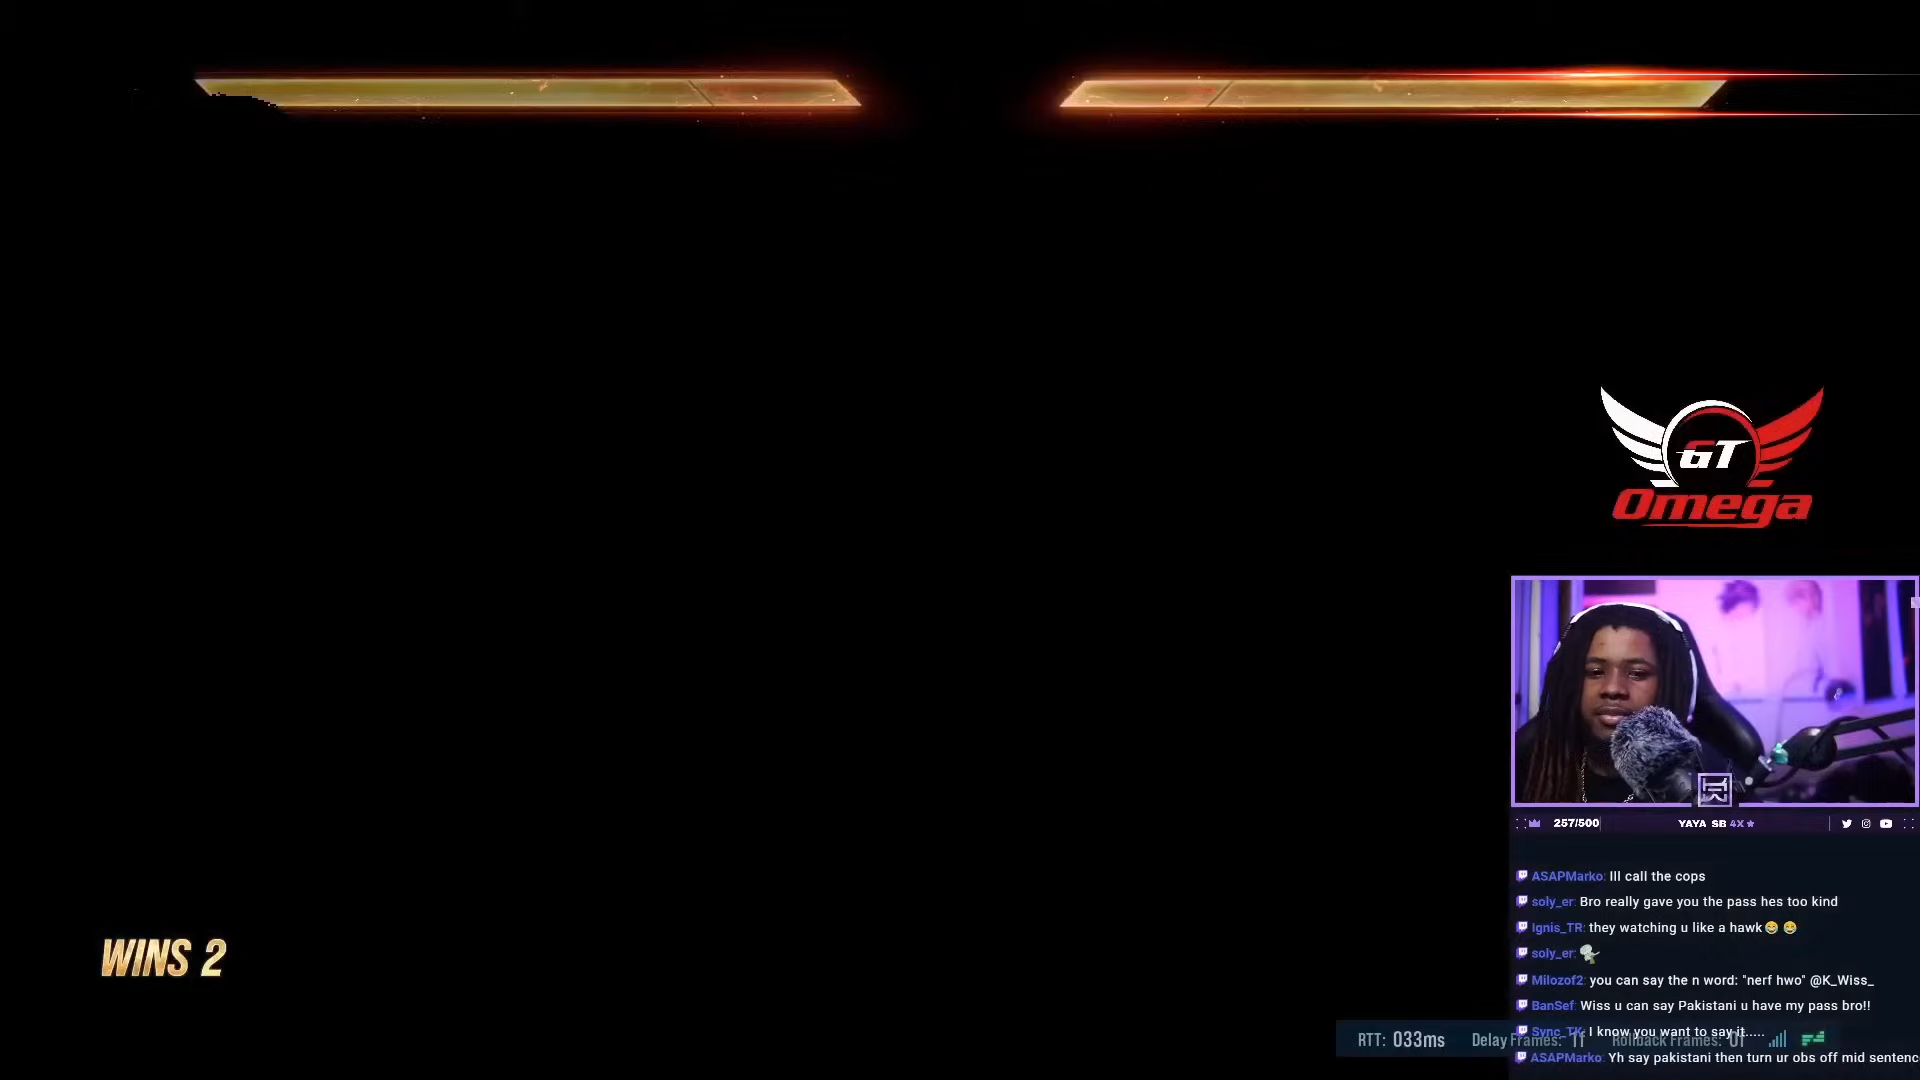 GT
Omega
257/500
YAYA SB 4X
ASAPMarko: Ill call the cops
soly_er: Bro really gave you the pass hes too kind
Ignis_TR: they watching u like a hawk😂 😂
soly_er:
Milozof2: you can say the n word: "nerf hwo" @K_Wiss_
BanSef: Wiss u can say Pakistani u have my pass bro!!
Sync_TK: I know you want to say it.....
ASAPMarko: Yh say pakistani then turn ur obs off mid sentenc
WINS 2
RTT: 033ms Delay Frames: 1f Rollback Frames: 0f